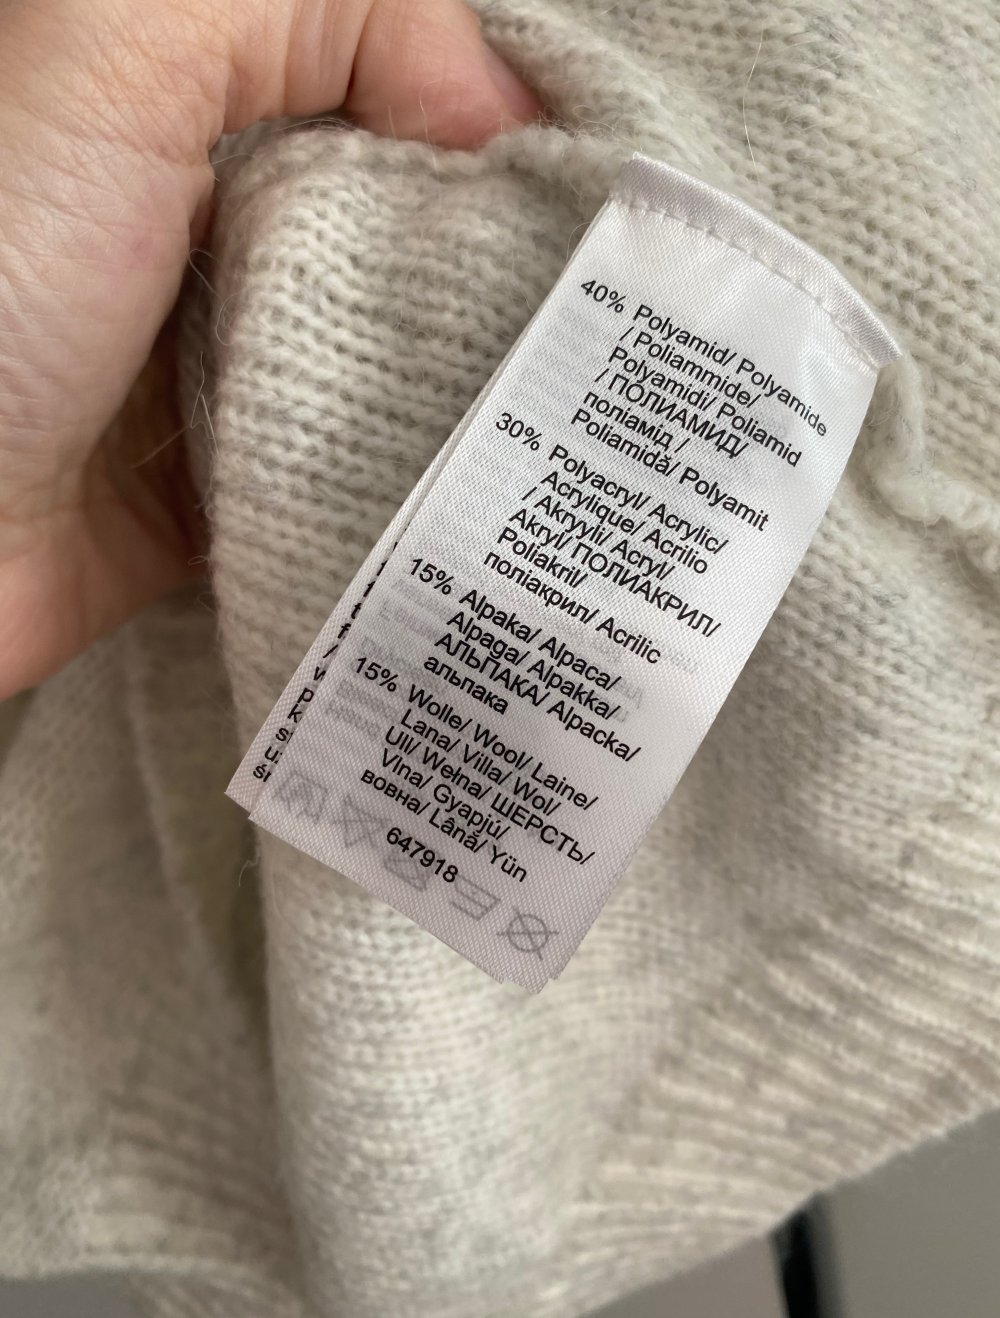 40% Polyamid/ Polyamide
/ Poliammide/
Polyamidi/ Poliamid
/ ПОЛИАМИД/
поліамід /
Poliamidă/ Polyamit
30% Polyacryl/ Acrylic/
Acrylique/ Acrilio
/ Akryyli/ Acryl/
Akryl/ ПОЛИАКРИЛ/
Poliakril/
поліакрил/ Acrilic
15% Alpaka/ Alpaca/
Alpaga/ Alpakka/
АЛЬПАКА/ Alpacka/
альпака
15% Wolle/ Wool/ Laine/
Lana/ Villa/ Wol/
Ull/ Wełna/ ШЕРСТЬ/
Vlna/ Gyapjú/
вовна/ Lână/ Yün
647918